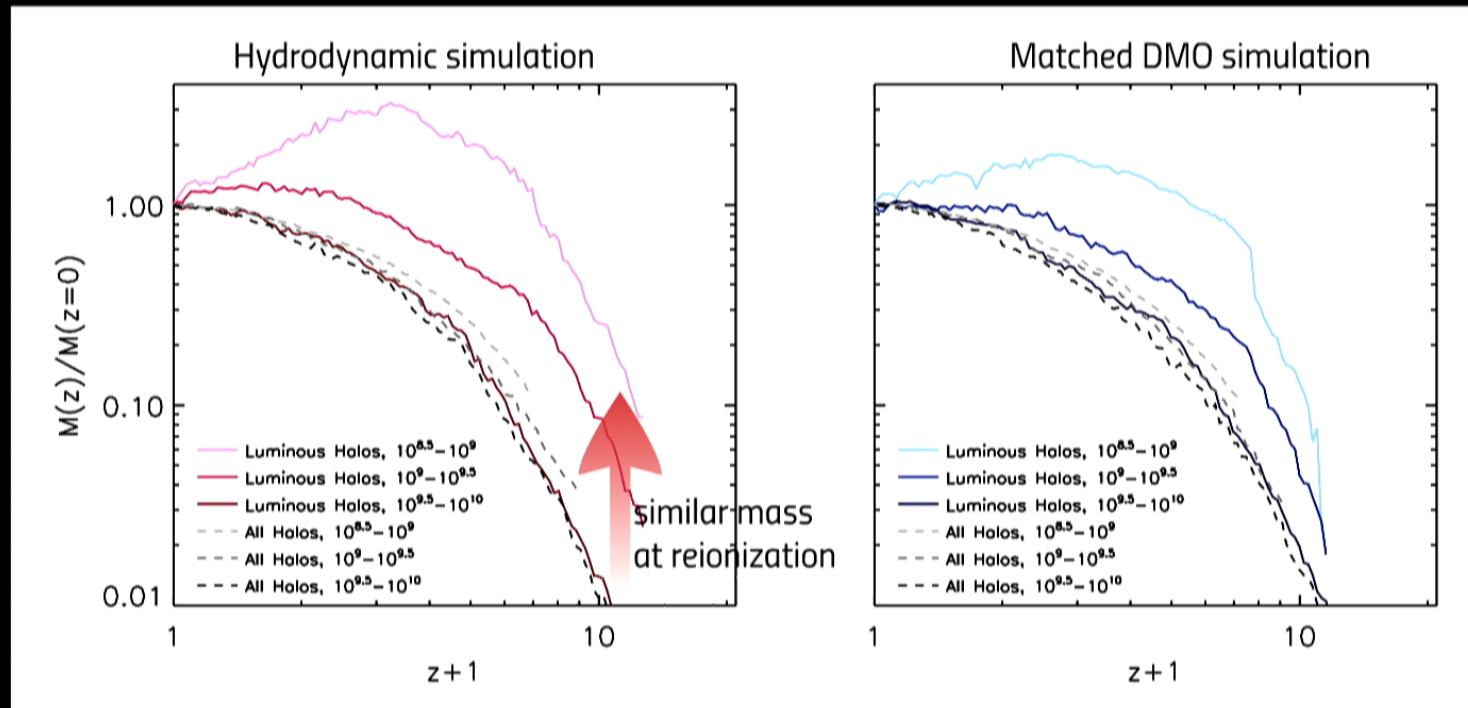 Hydrodynamic simulation
M(z)/M(z=0)
1.00
0.10
0.01
Luminous Halos, 10^8.5–10^9
Luminous Halos, 10^9–10^9.5
Luminous Halos, 10^9.5–10^10
All Halos, 10^8.5–10^9
All Halos, 10^9–10^9.5
All Halos, 10^9.5–10^10
similar mass
at reionization
1
10
z+1
Matched DMO simulation
Luminous Halos, 10^8.5–10^9
Luminous Halos, 10^9–10^9.5
Luminous Halos, 10^9.5–10^10
All Halos, 10^8.5–10^9
All Halos, 10^9–10^9.5
All Halos, 10^9.5–10^10
1
10
z+1